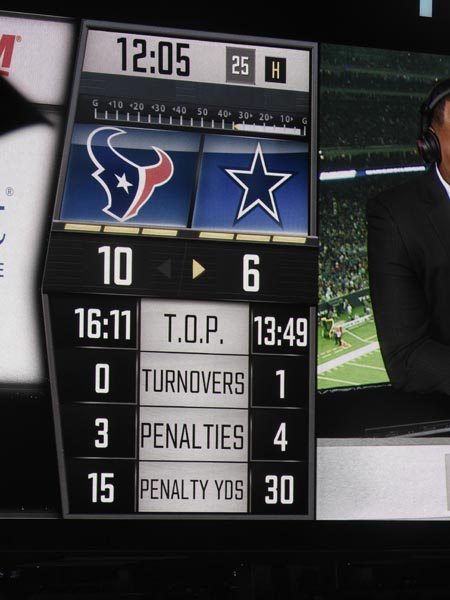 12:05 25 H
G 10 20 30 40 50 40 30 20 10 G
10 6
16:11 T.O.P. 13:49
0 TURNOVERS 1
3 PENALTIES 4
15 PENALTY YDS 30
M
®
E